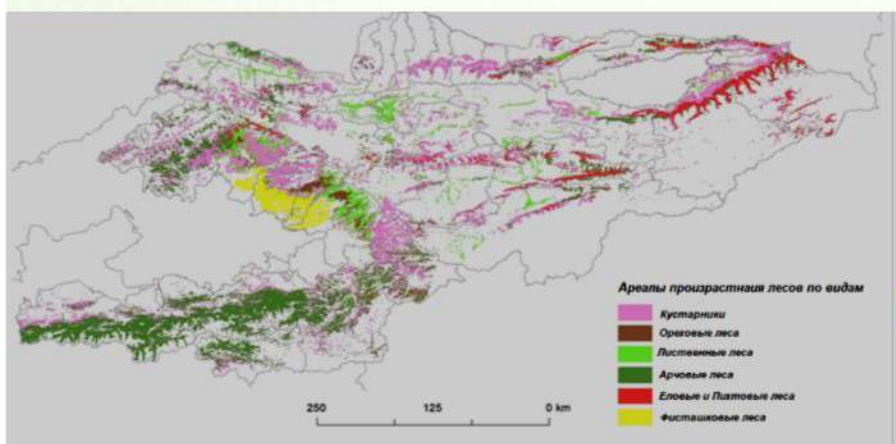 Ареалы произрастнаия лесов по видам
Кустарники
Ореховые леса
Лиственные леса
Арчовые леса
Еловые и Пихтовые леса
Фисташковые леса
250 125 0 km